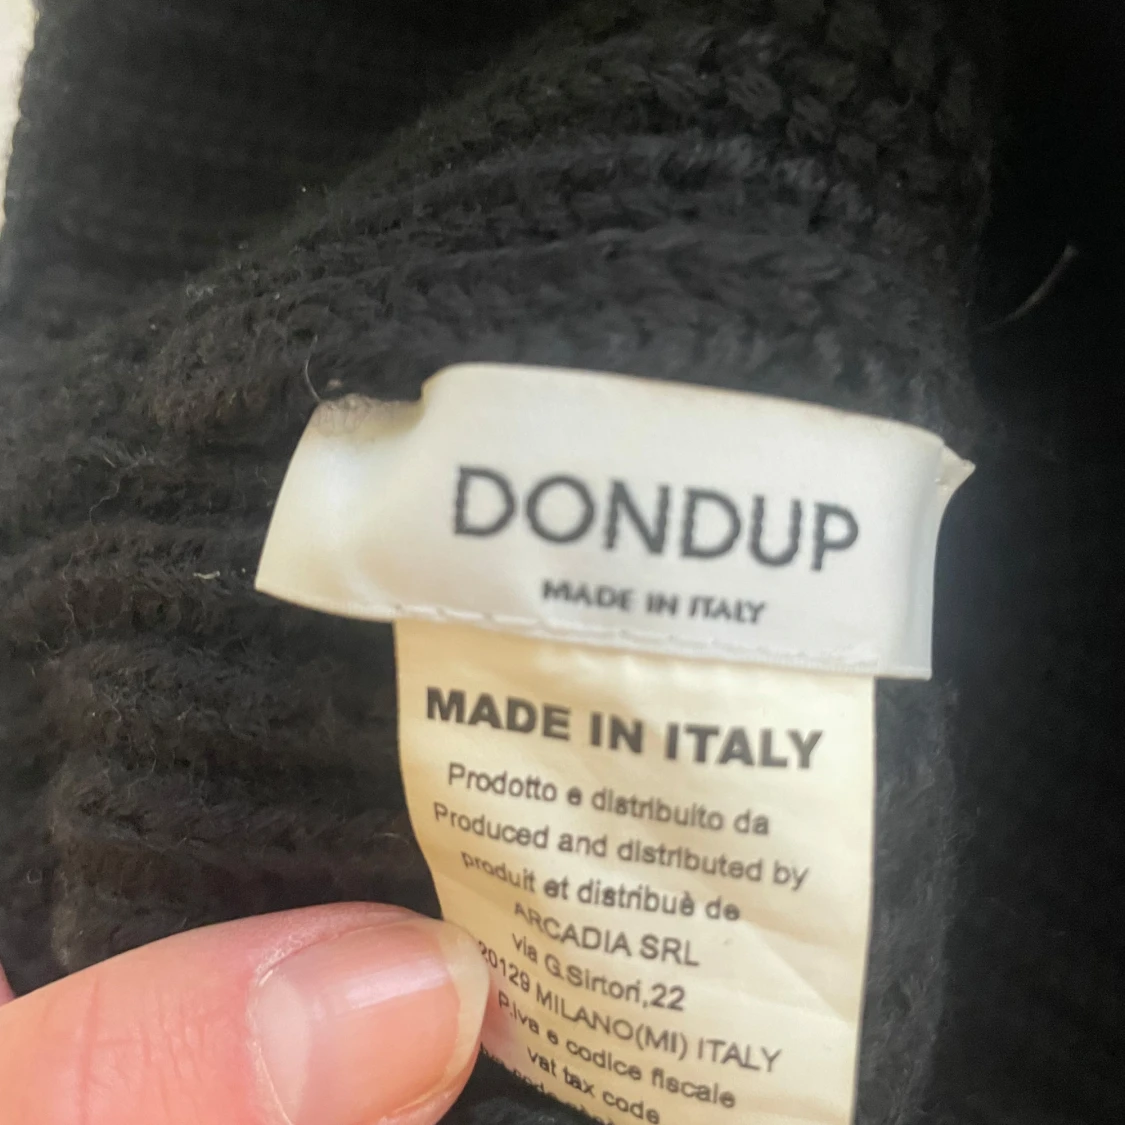 DONDUP
MADE IN ITALY
MADE IN ITALY
Prodotto e distribuito da
Produced and distributed by
produit et distribuè de
ARCADIA SRL
via G.Sirtori,22
20129 MILANO(MI) ITALY
P.Iva e codice fiscale
vat tax code